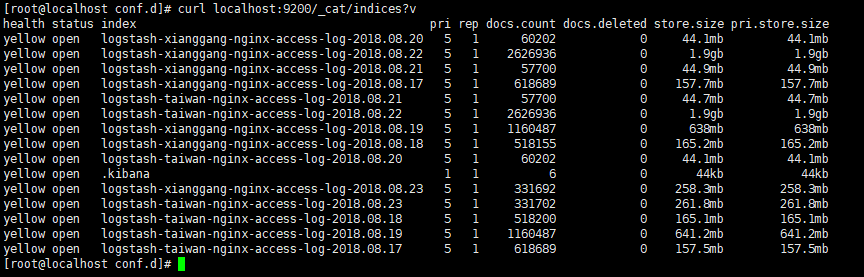 [root@localhost conf.d]# curl localhost:9200/_cat/indices?v
health status index pri rep docs.count docs.deleted store.size pri.store.size
yellow open logstash-xianggang-nginx-access-log-2018.08.20 5 1 60202 0 44.1mb 44.1mb
yellow open logstash-xianggang-nginx-access-log-2018.08.22 5 1 2626936 0 1.9gb 1.9gb
yellow open logstash-xianggang-nginx-access-log-2018.08.21 5 1 57700 0 44.9mb 44.9mb
yellow open logstash-xianggang-nginx-access-log-2018.08.17 5 1 618689 0 157.7mb 157.7mb
yellow open logstash-taiwan-nginx-access-log-2018.08.21 5 1 57700 0 44.7mb 44.7mb
yellow open logstash-taiwan-nginx-access-log-2018.08.22 5 1 2626936 0 1.9gb 1.9gb
yellow open logstash-xianggang-nginx-access-log-2018.08.19 5 1 1160487 0 638mb 638mb
yellow open logstash-xianggang-nginx-access-log-2018.08.18 5 1 518155 0 165.2mb 165.2mb
yellow open logstash-taiwan-nginx-access-log-2018.08.20 5 1 60202 0 44.1mb 44.1mb
yellow open .kibana 1 1 6 0 44kb 44kb
yellow open logstash-xianggang-nginx-access-log-2018.08.23 5 1 331692 0 258.3mb 258.3mb
yellow open logstash-taiwan-nginx-access-log-2018.08.23 5 1 331702 0 261.8mb 261.8mb
yellow open logstash-taiwan-nginx-access-log-2018.08.18 5 1 518200 0 165.1mb 165.1mb
yellow open logstash-taiwan-nginx-access-log-2018.08.19 5 1 1160487 0 641.2mb 641.2mb
yellow open logstash-taiwan-nginx-access-log-2018.08.17 5 1 618689 0 157.5mb 157.5mb
[root@localhost conf.d]#